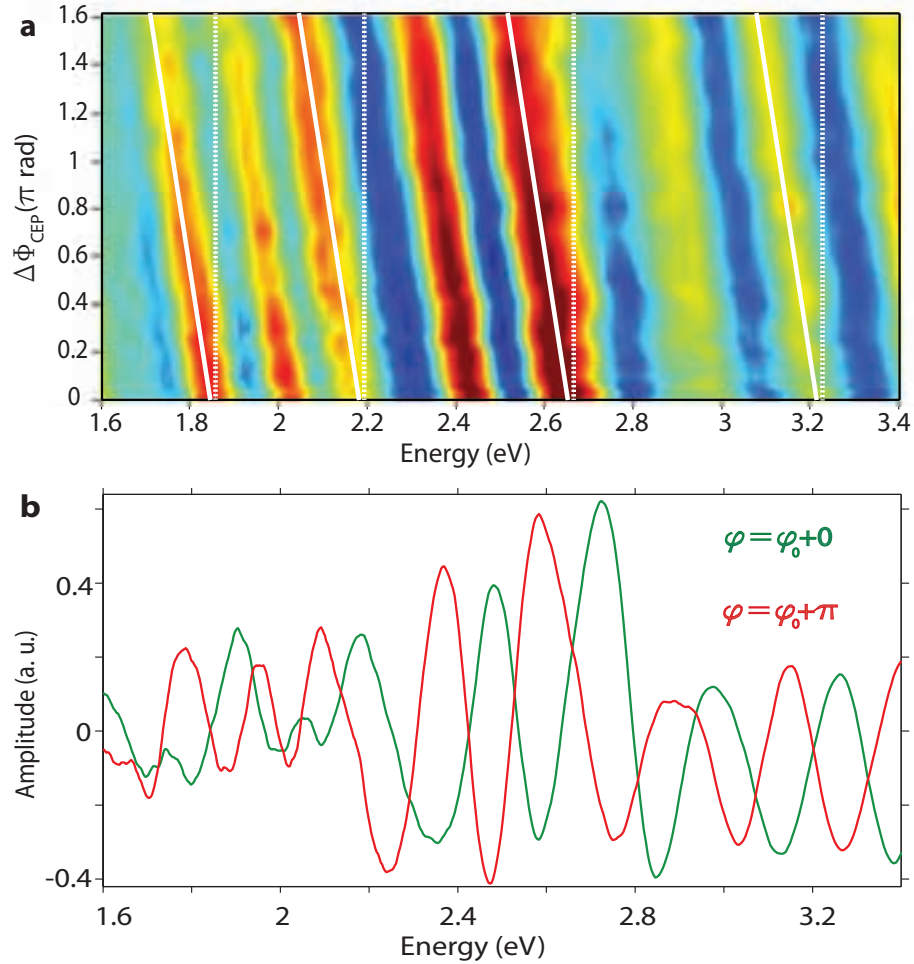 a
1.6
1.4
1.2
1
0.8
0.6
0.4
0.2
0
ΔΦCEP(π rad)
1.6 1.8 2 2.2 2.4 2.6 2.8 3 3.2 3.4
Energy (eV)
b
φ=φ₀+0
φ=φ₀+π
0.4
0
-0.4
Amplitude (a. u.)
1.6 2 2.4 2.8 3.2
Energy (eV)